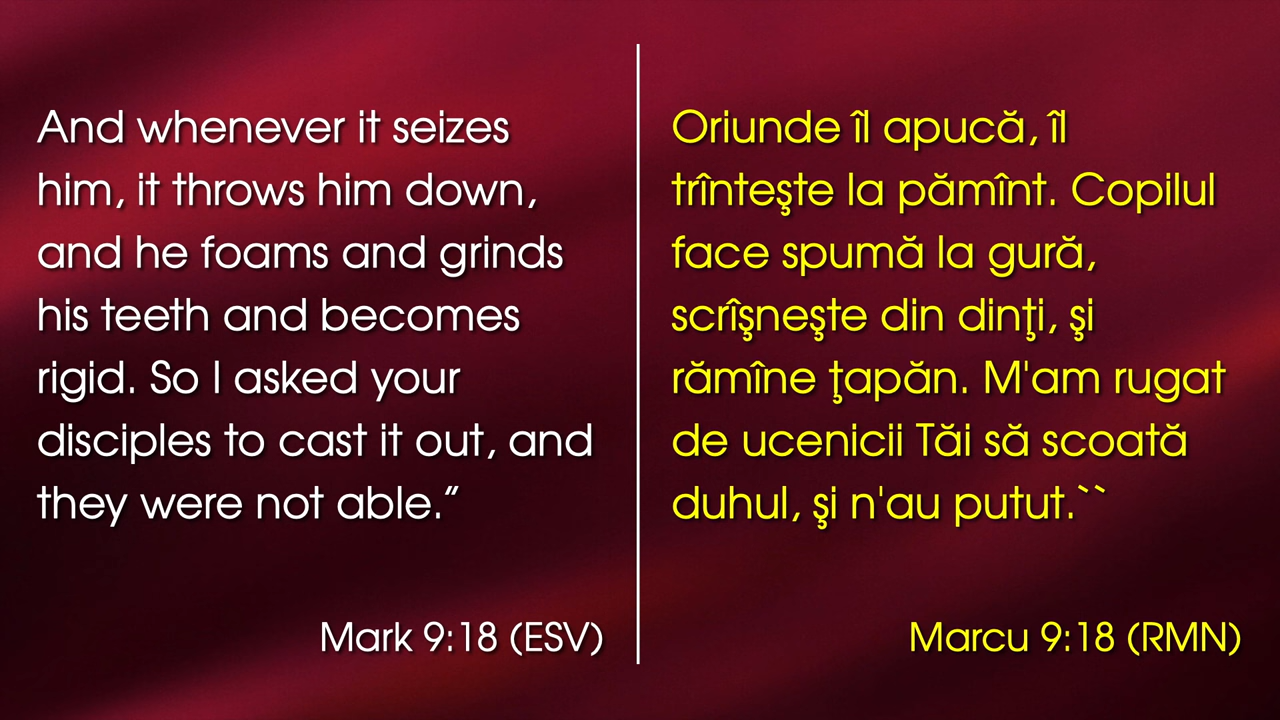 And whenever it seizes
him, it throws him down,
and he foams and grinds
his teeth and becomes
rigid. So I asked your
disciples to cast it out, and
they were not able.”
Mark 9:18 (ESV)
Oriunde îl apucă, îl
trînteşte la pămînt. Copilul
face spumă la gură,
scrîşneşte din dinţi, şi
rămîne ţapăn. M'am rugat
de ucenicii Tăi să scoată
duhul, şi n'au putut.``
Marcu 9:18 (RMN)